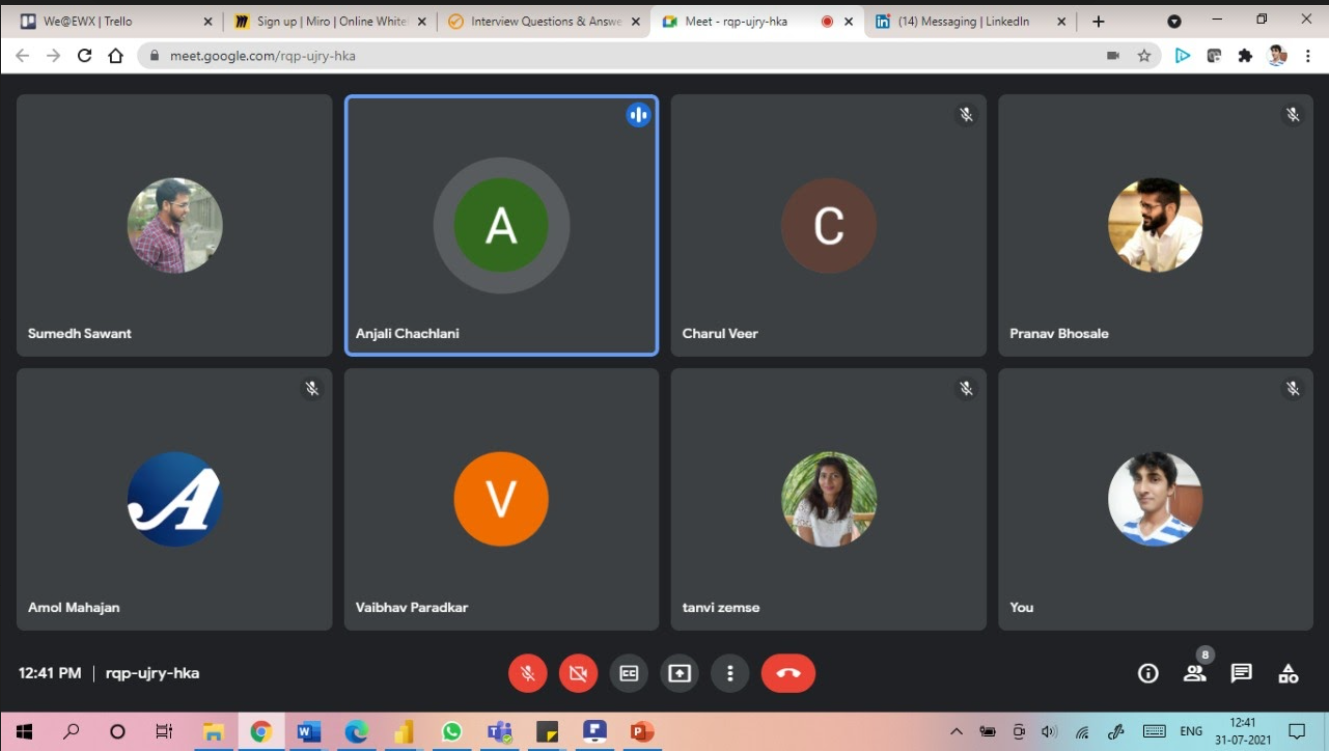 We@EWX | Trello
Sign up | Miro | Online White
Interview Questions & Answe
Meet - rqp-ujry-hka
(14) Messaging | LinkedIn
meet.google.com/rqp-ujry-hka
A
C
Sumedh Sawant
Anjali Chachlani
Charul Veer
Pranav Bhosale
A
V
Amol Mahajan
Vaibhav Paradkar
tanvi zemse
You
12:41 PM | rqp-ujry-hka
CC
8
ENG
12:41
31-07-2021